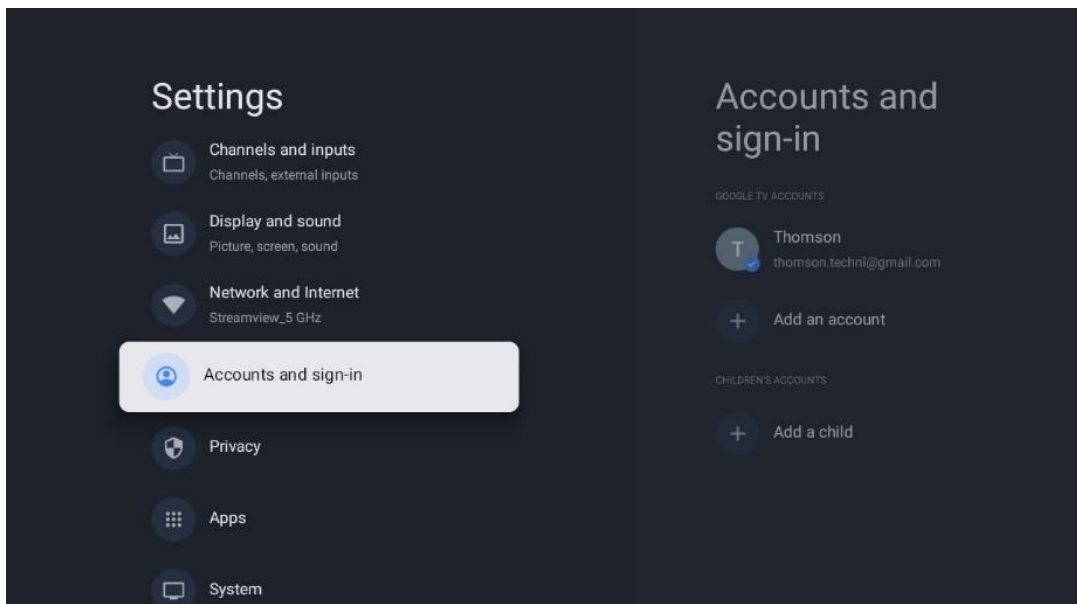 Settings
Channels and inputs
Channels, external inputs
Display and sound
Picture, screen, sound
Network and Internet
Streamview_5 GHz
Accounts and sign-in
Privacy
Apps
System
Accounts and
sign-in
GOOGLE TV ACCOUNTS
T
Thomson
thomson.technl@gmail.com
Add an account
CHILDREN'S ACCOUNTS
Add a child